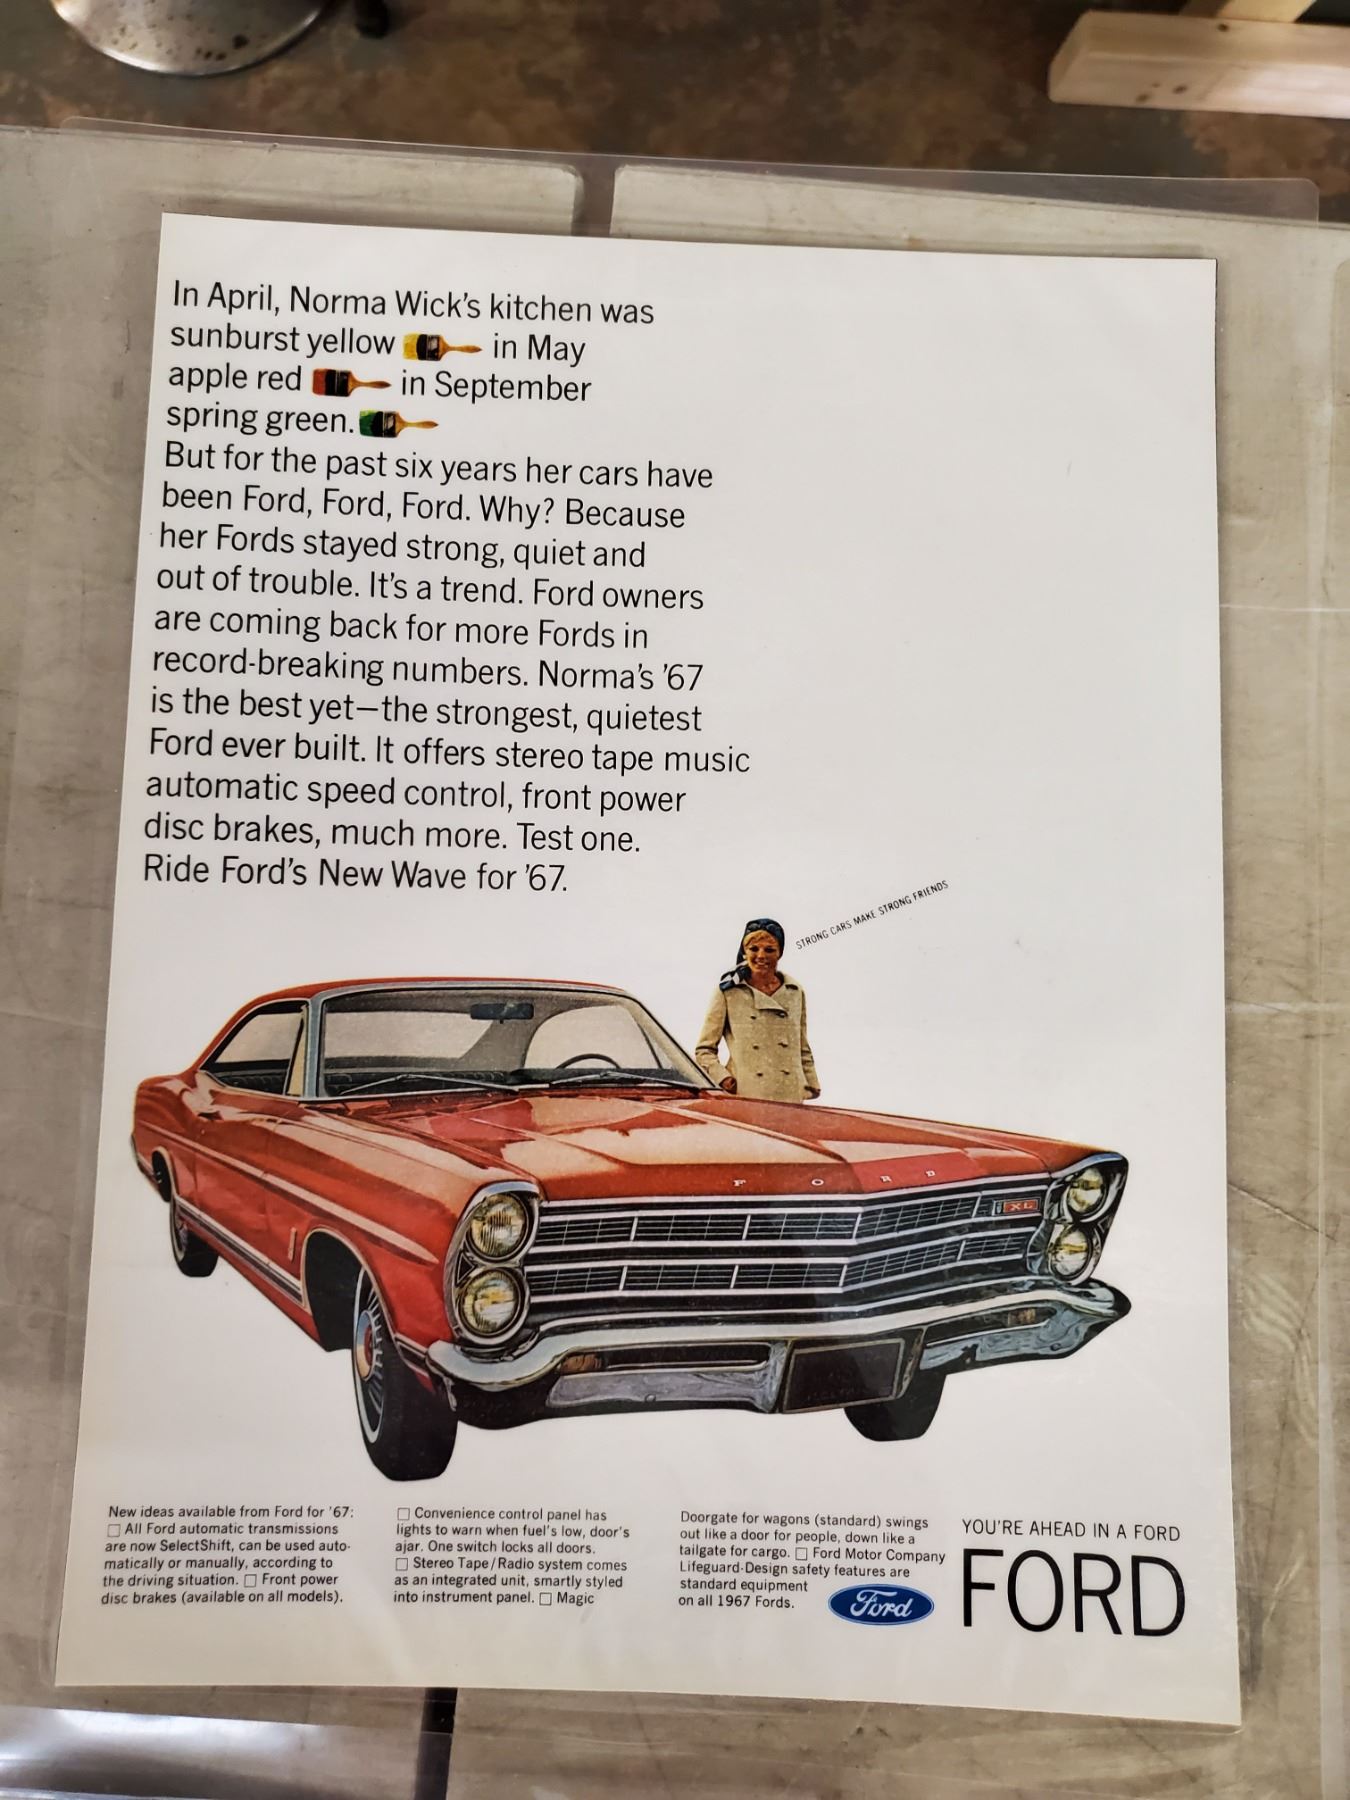 In April, Norma Wick's kitchen was
sunburst yellow in May
apple red in September
spring green.
But for the past six years her cars have
been Ford, Ford, Ford. Why? Because
her Fords stayed strong, quiet and
out of trouble. It's a trend. Ford owners
are coming back for more Fords in
record-breaking numbers. Norma's '67
is the best yet—the strongest, quietest
Ford ever built. It offers stereo tape music
automatic speed control, front power
disc brakes, much more. Test one.
Ride Ford's New Wave for '67.
STRONG CARS MAKE STRONG FRIENDS
F O R D
XL
New ideas available from Ford for '67:
☐ All Ford automatic transmissions
are now SelectShift, can be used auto-
matically or manually, according to
the driving situation. ☐ Front power
disc brakes (available on all models).
☐ Convenience control panel has
lights to warn when fuel's low, door's
ajar. One switch locks all doors.
☐ Stereo Tape/Radio system comes
as an integrated unit, smartly styled
into instrument panel. ☐ Magic
Doorgate for wagons (standard) swings
out like a door for people, down like a
tailgate for cargo. ☐ Ford Motor Company
Lifeguard-Design safety features are
standard equipment
on all 1967 Fords.
Ford
YOU'RE AHEAD IN A FORD
FORD